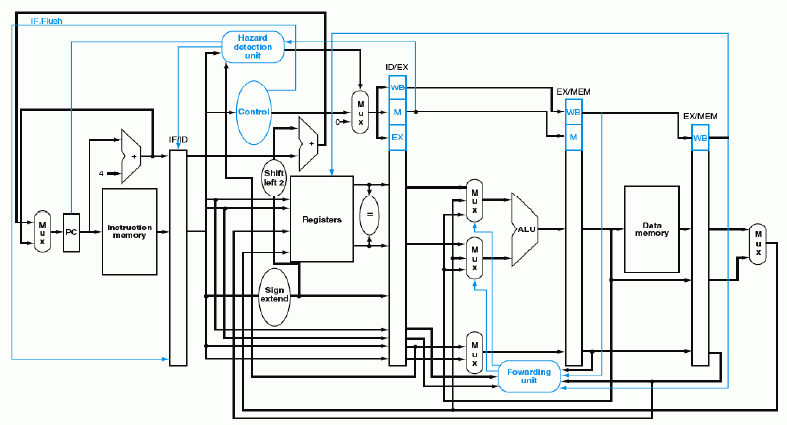 IF.Flush
Hazard
detection
unit
ID/EX
WB
EX/MEM
Control
M
u
x
M
WB
EX/MEM
0
EX
M
WB
IF/ID
+
+
4
Shift
left 2
M
u
x
PC
Instruction
memory
Registers
=
M
u
x
ALU
Data
memory
M
u
x
M
u
x
Sign
extend
M
u
x
Fowarding
unit